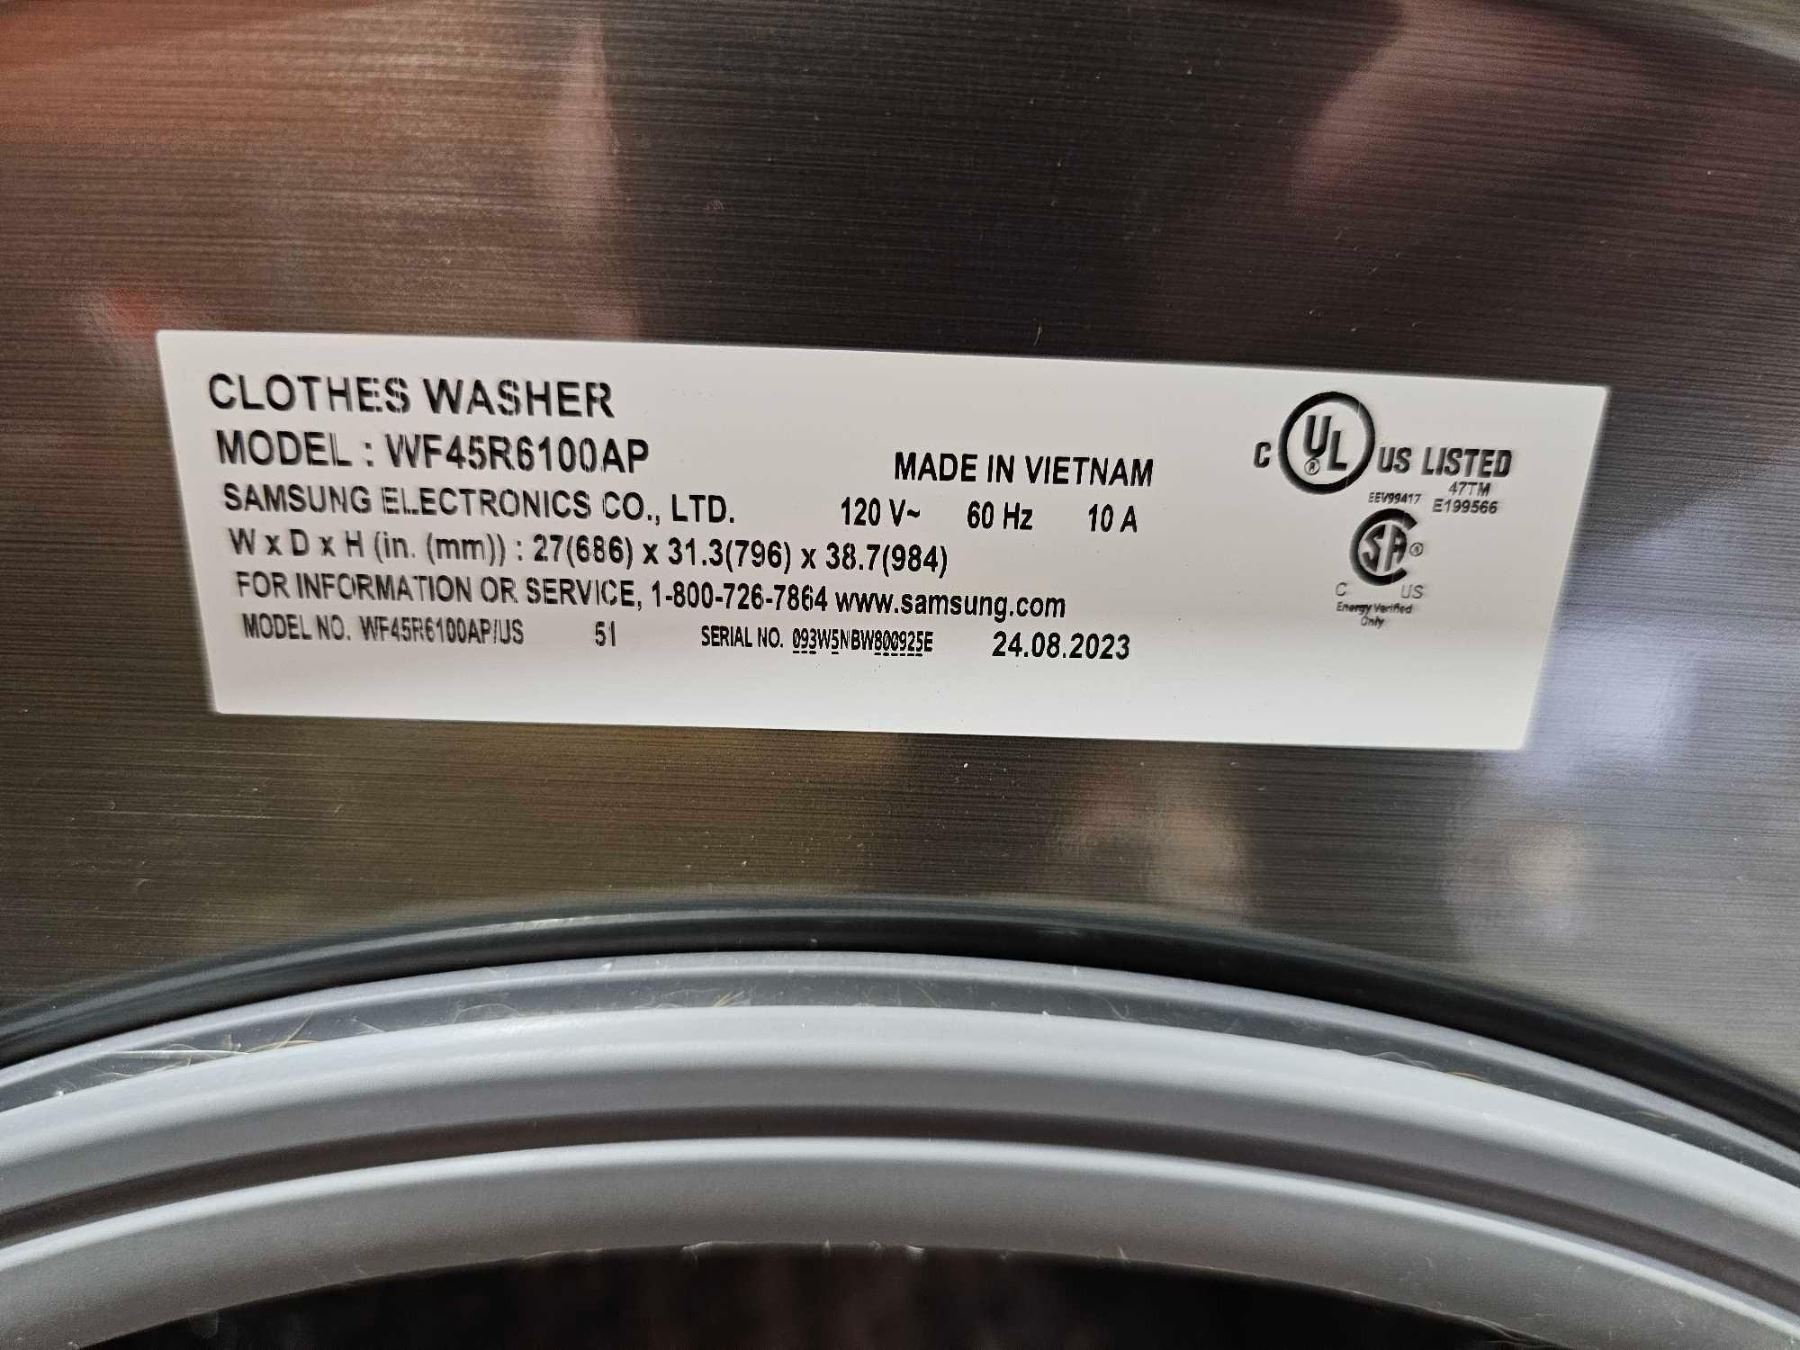 CLOTHES WASHER
MODEL : WF45R6100AP
MADE IN VIETNAM
SAMSUNG ELECTRONICS CO., LTD.
120 V~ 60 Hz 10 A
W x D x H (in. (mm)) : 27(686) x 31.3(796) x 38.7(984)
FOR INFORMATION OR SERVICE, 1-800-726-7864 www.samsung.com
MODEL NO. WF45R6100AP/US 51 SERIAL NO. 093W5NBW800925E 24.08.2023
C UL ® US LISTED
47TM
EEV99417 E199566
SA ®
C US
Energy Verified
Only